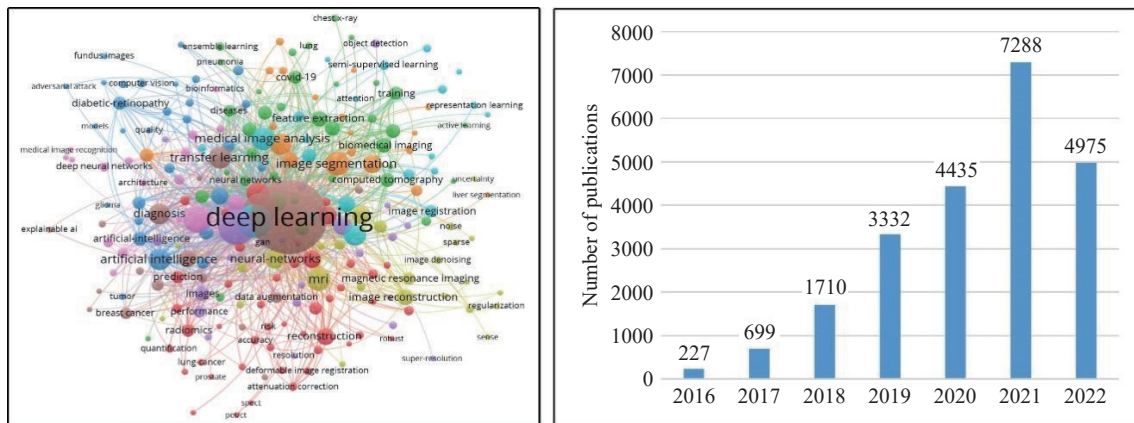 chest x-ray
ensemble learning
lung
object detection
fundus-images
pneumonia
semi-supervised learning
adversarial attack
computer vision
covid-19
bioinformatics
attention
training
diabetic-retinopathy
diseases
representation learning
models
quality
feature extraction
active learning
medical image analysis
biomedical imaging
medical image recognition
transfer learning
image segmentation
deep neural networks
neural networks
computed tomography
uncertainty
architecture
liver segmentation
glioma
diagnosis
deep learning
image registration
explainable ai
noise
artificial-intelligence
gan
sparse
artificial intelligence
neural-networks
image denoising
prediction
mri
magnetic resonance imaging
tumor
images
data augmentation
image reconstruction
regularization
breast cancer
performance
radiomics
risk
reconstruction
robust
sense
quantification
accuracy
lung-cancer
resolution
super-resolution
prostate
deformable image registration
attenuation correction
spect
pet/ct
Number of publications
8000
7000
6000
5000
4000
3000
2000
1000
0
227
699
1710
3332
4435
7288
4975
2016 2017 2018 2019 2020 2021 2022